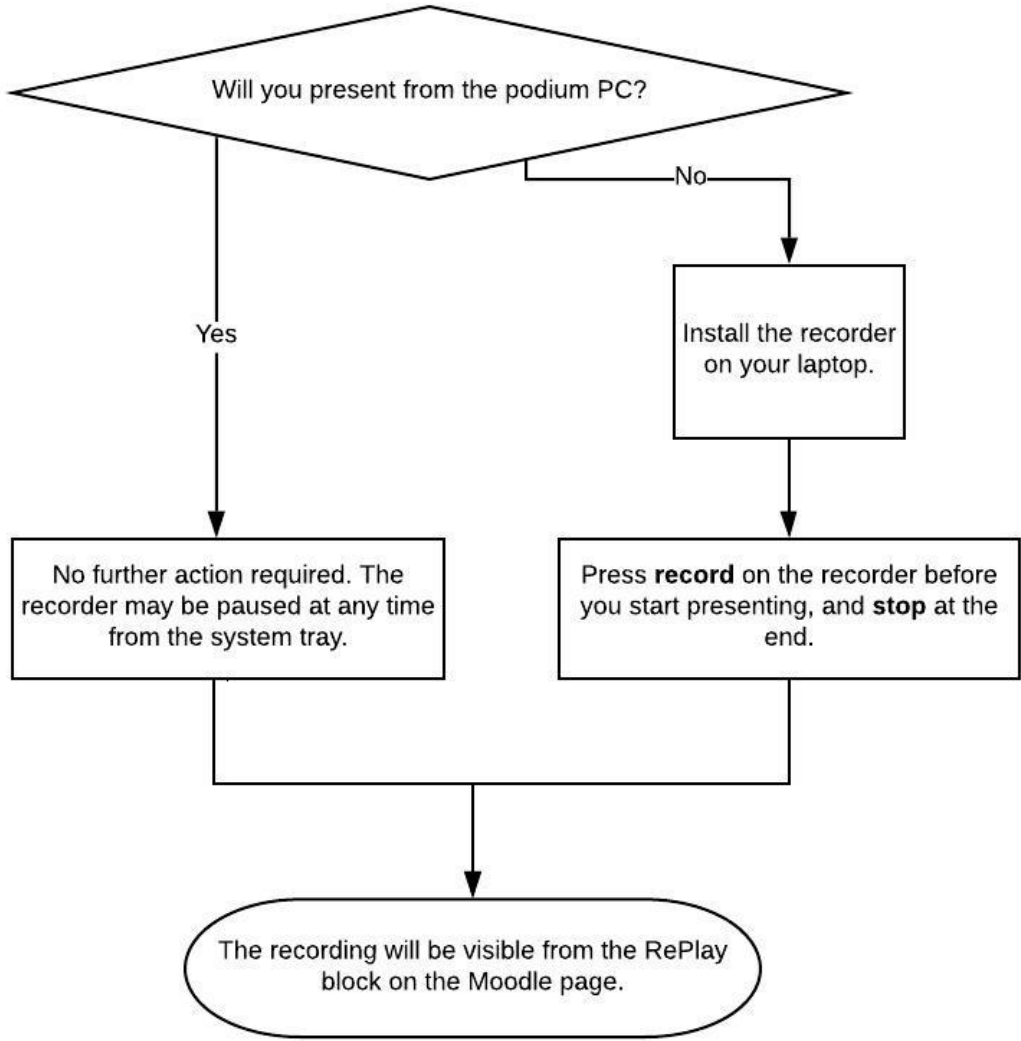 Will you present from the podium PC?
No
Yes
Install the recorder
on your laptop.
No further action required. The
recorder may be paused at any time
from the system tray.
Press record on the recorder before
you start presenting, and stop at the
end.
The recording will be visible from the RePlay
block on the Moodle page.